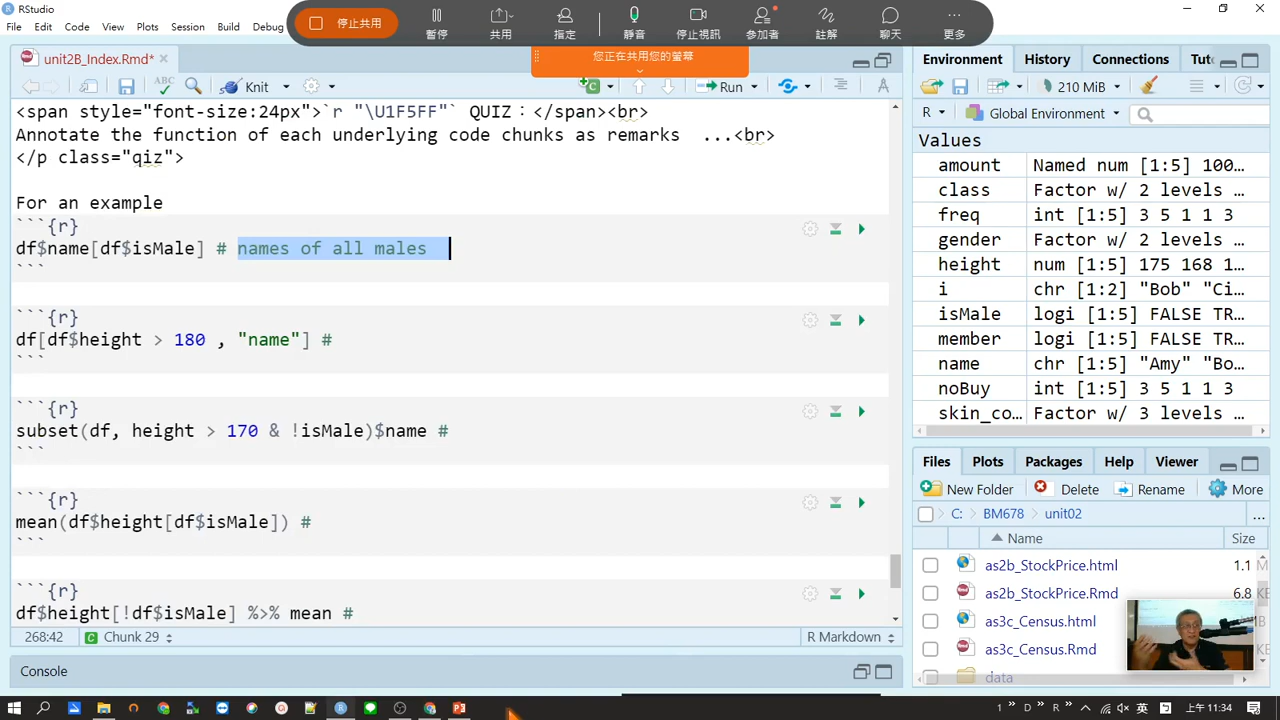 RStudio
File Edit Code View Plots Session Build Debug
停止共用 暫停 共用 指定 靜音 停止視訊 參加者 註解 聊天 更多
您正在共用您的螢幕
unit2B_Index.Rmd*
Knit Run
<span style="font-size:24px">`r "\U1F5FF"` QUIZ：</span><br>
Annotate the function of each underlying code chunks as remarks ...<br>
</p class="qiz">
For an example
```{r}
df$name[df$isMale] # names of all males
```
```{r}
df[df$height > 180 , "name"] #
```
```{r}
subset(df, height > 170 & !isMale)$name #
```
```{r}
mean(df$height[df$isMale]) #
```
```{r}
df$height[!df$isMale] %>% mean #
268:42 Chunk 29 R Markdown
Console
Environment History Connections Tut
210 MiB
R Global Environment
Values
amount Named num [1:5] 100…
class Factor w/ 2 levels …
freq int [1:5] 3 5 1 1 3
gender Factor w/ 2 levels …
height num [1:5] 175 168 1…
i chr [1:2] "Bob" "Ci…
isMale logi [1:5] FALSE TR…
member logi [1:5] FALSE TR…
name chr [1:5] "Amy" "Bo…
noBuy int [1:5] 3 5 1 1 3
skin_co… Factor w/ 3 levels …
Files Plots Packages Help Viewer
New Folder Delete Rename More
C: BM678 unit02 ...
Name Size
as2b_StockPrice.html 1.1 M
as2b_StockPrice.Rmd 6.8
as3c_Census.html
as3c_Census.Rmd
data
英 上午 11:34